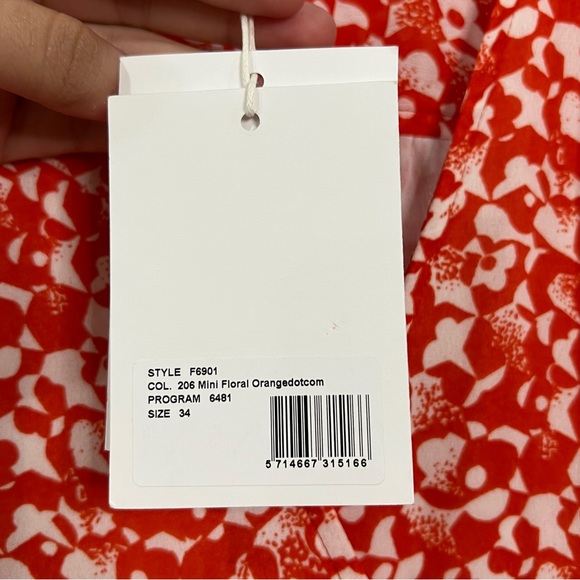 STYLE F6901
COL. 206 Mini Floral Orangedotcom
PROGRAM 6481
SIZE 34
5 714667 315166